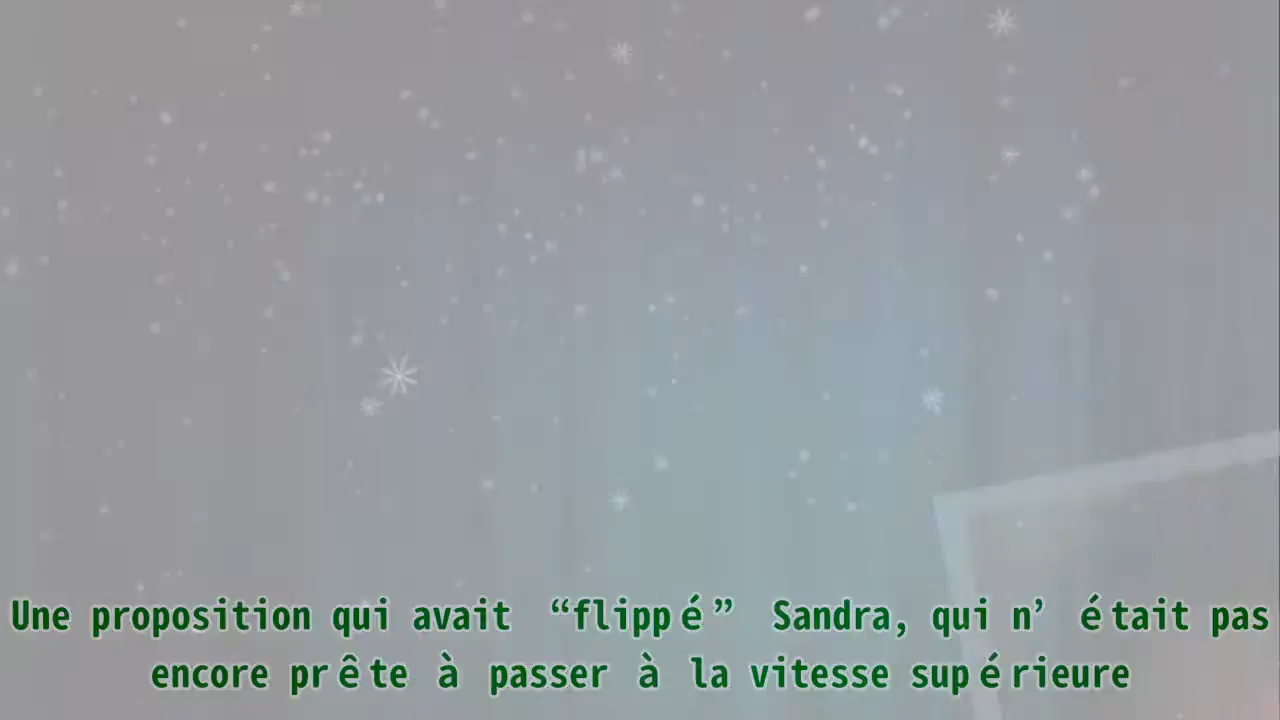 Une proposition qui avait “flippé” Sandra, qui n’était pas
encore prête à passer à la vitesse supérieure